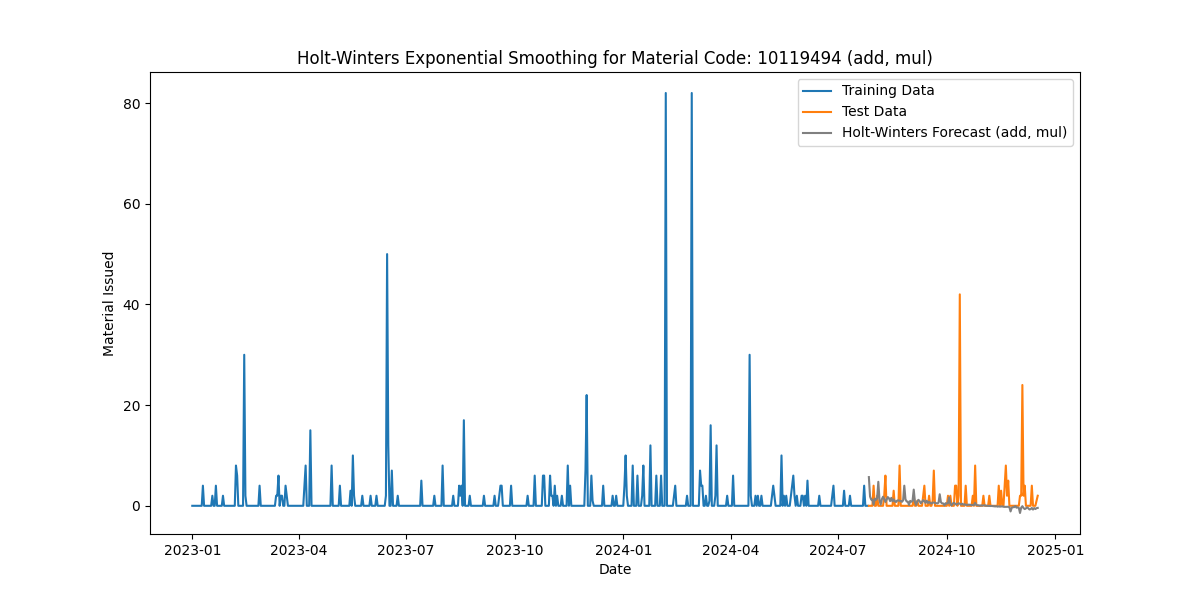 Holt-Winters Exponential Smoothing for Material Code: 10119494 (add, mul)
Training Data
Test Data
Holt-Winters Forecast (add, mul)
Material Issued
80
60
40
20
0
2023-01
2023-04
2023-07
2023-10
2024-01
2024-04
2024-07
2024-10
2025-01
Date